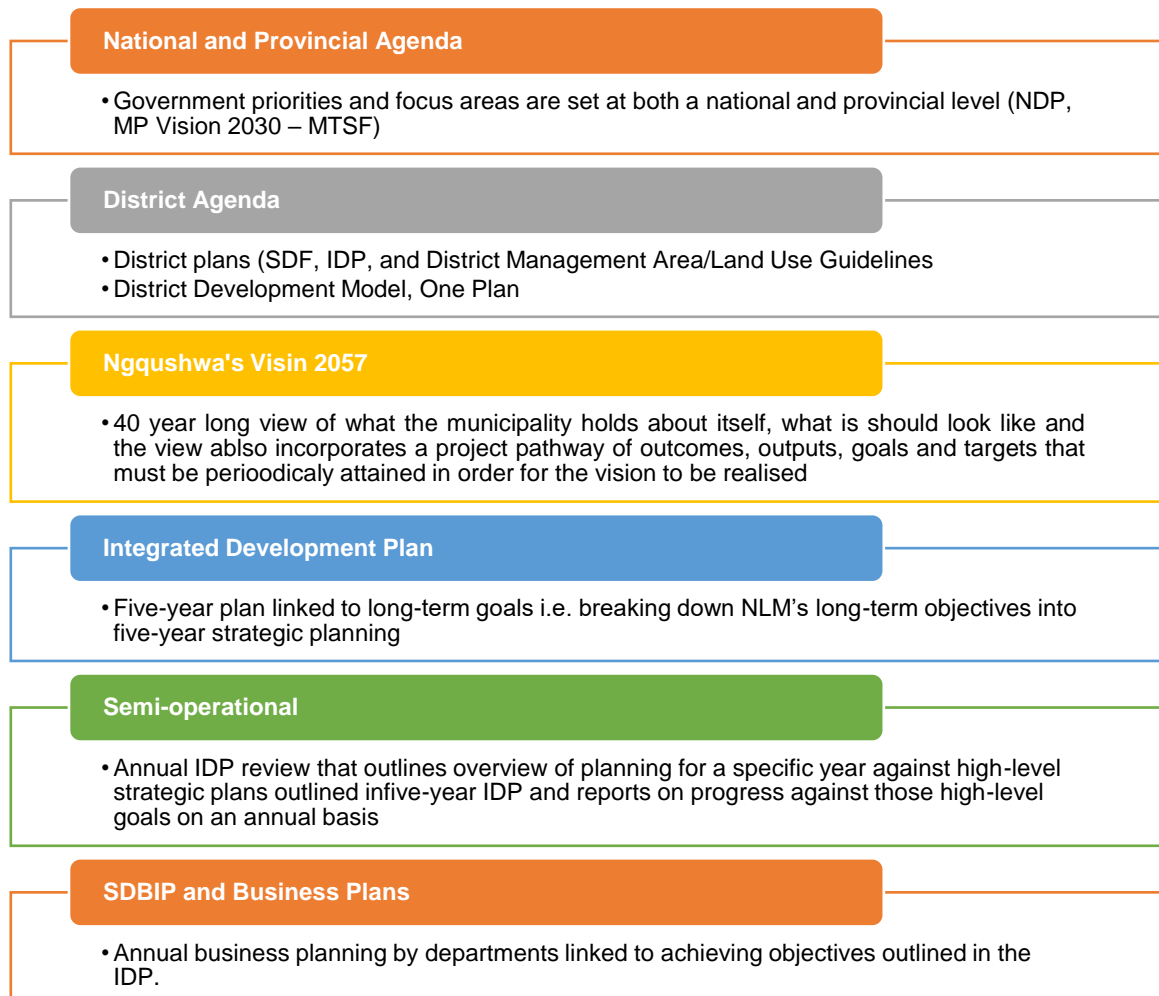 National and Provincial Agenda
• Government priorities and focus areas are set at both a national and provincial level (NDP,
MP Vision 2030 – MTSF)
District Agenda
• District plans (SDF, IDP, and District Management Area/Land Use Guidelines
• District Development Model, One Plan
Ngqushwa's Visin 2057
• 40 year long view of what the municipality holds about itself, what is should look like and
the view ablso incorporates a project pathway of outcomes, outputs, goals and targets that
must be perioodicaly attained in order for the vision to be realised
Integrated Development Plan
• Five-year plan linked to long-term goals i.e. breaking down NLM’s long-term objectives into
five-year strategic planning
Semi-operational
• Annual IDP review that outlines overview of planning for a specific year against high-level
strategic plans outlined infive-year IDP and reports on progress against those high-level
goals on an annual basis
SDBIP and Business Plans
• Annual business planning by departments linked to achieving objectives outlined in the
IDP.